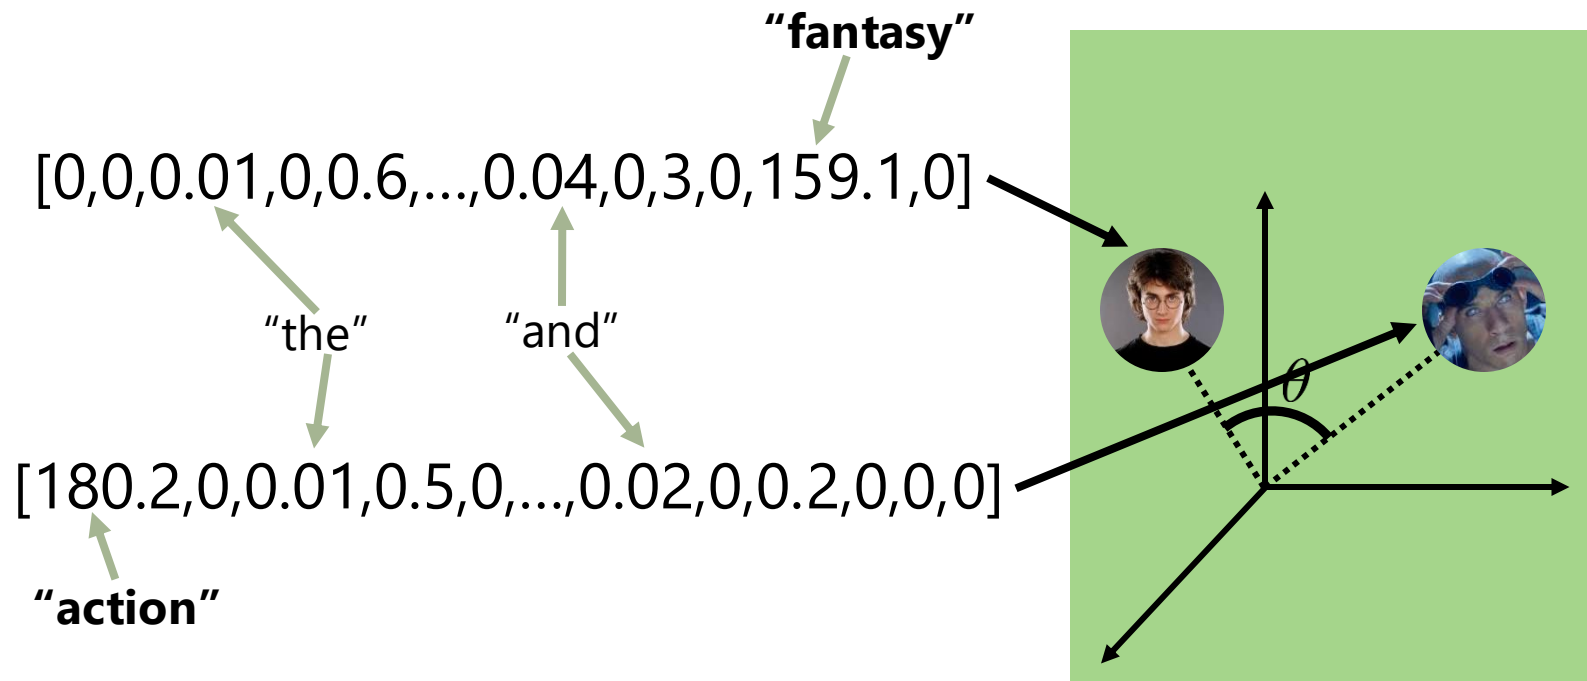 “fantasy”
[0,0,0.01,0,0.6,...,0.04,0,3,0,159.1,0]
“the” “and”
θ
[180.2,0,0.01,0.5,0,...,0.02,0,0.2,0,0,0]
“action”